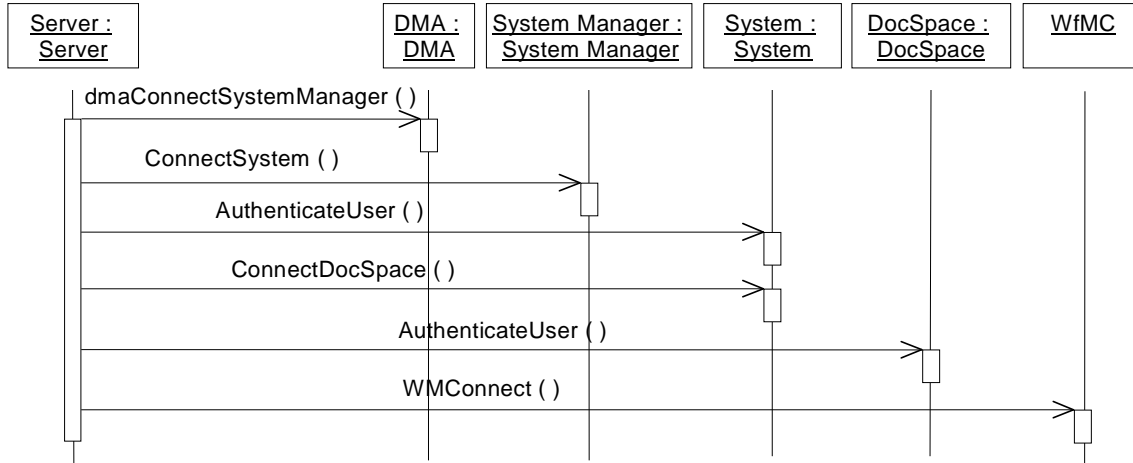 Server :
Server
DMA :
DMA
System Manager :
System Manager
System :
System
DocSpace :
DocSpace
WfMC
dmaConnectSystemManager ( )
ConnectSystem ( )
AuthenticateUser ( )
ConnectDocSpace ( )
AuthenticateUser ( )
WMConnect ( )